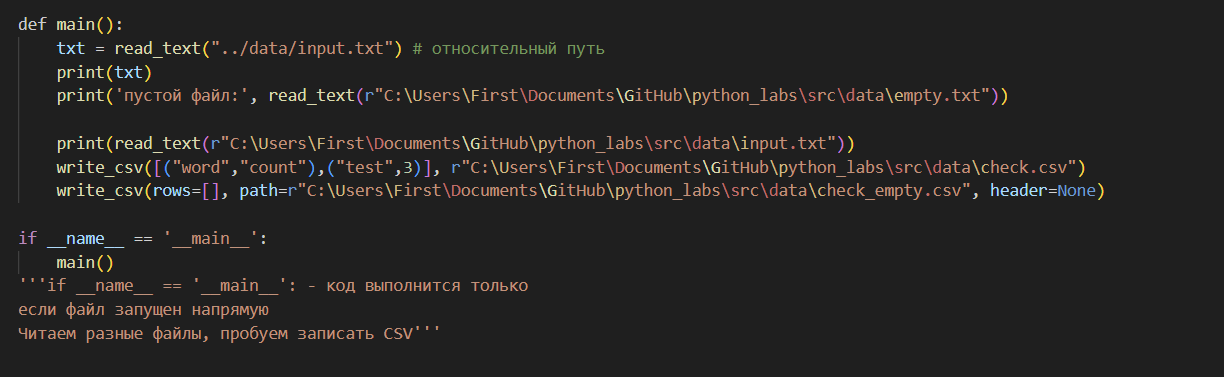 def main():
    txt = read_text("../data/input.txt") # относительный путь
    print(txt)
    print('пустой файл:', read_text(r"C:\Users\First\Documents\GitHub\python_labs\src\data\empty.txt"))

    print(read_text(r"C:\Users\First\Documents\GitHub\python_labs\src\data\input.txt"))
    write_csv([("word","count"),("test",3)], r"C:\Users\First\Documents\GitHub\python_labs\src\data\check.csv")
    write_csv(rows=[], path=r"C:\Users\First\Documents\GitHub\python_labs\src\data\check_empty.csv", header=None)

if __name__ == '__main__':
    main()
'''if __name__ == '__main__': - код выполнится только
если файл запущен напрямую
Читаем разные файлы, пробуем записать CSV'''